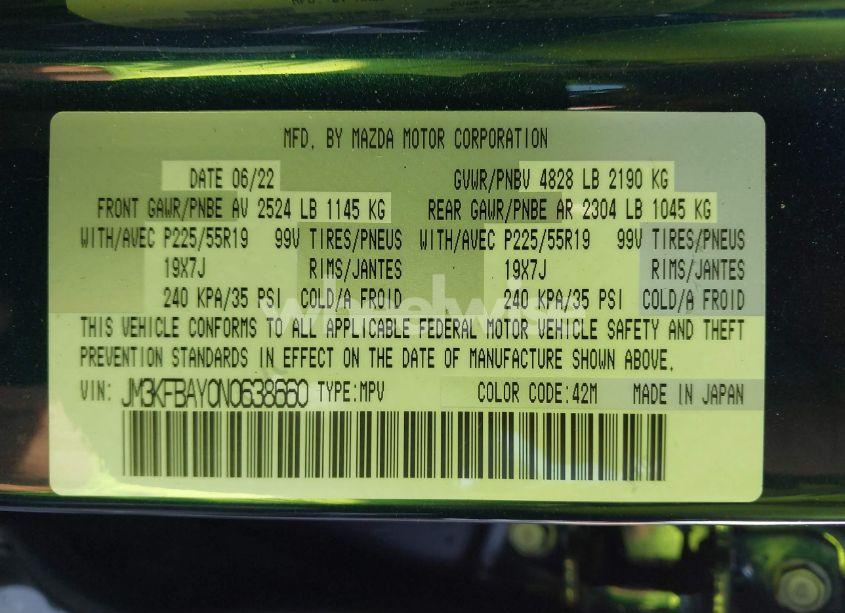 MFD. BY MAZDA MOTOR CORPORATION
DATE 06/22 GVWR/PNBV 4828 LB 2190 KG
FRONT GAWR/PNBE AV 2524 LB 1145 KG REAR GAWR/PNBE AR 2304 LB 1045 KG
WITH/AVEC P225/55R19 99V TIRES/PNEUS WITH/AVEC P225/55R19 99V TIRES/PNEUS
19X7J RIMS/JANTES 19X7J RIMS/JANTES
240 KPA/35 PSI COLD/A FROID 240 KPA/35 PSI COLD/A FROID
THIS VEHICLE CONFORMS TO ALL APPLICABLE FEDERAL MOTOR VEHICLE SAFETY AND THEFT
PREVENTION STANDARDS IN EFFECT ON THE DATE OF MANUFACTURE SHOWN ABOVE.
VIN: JM3KFBAY0N0638660 TYPE:MPV COLOR CODE:42M MADE IN JAPAN